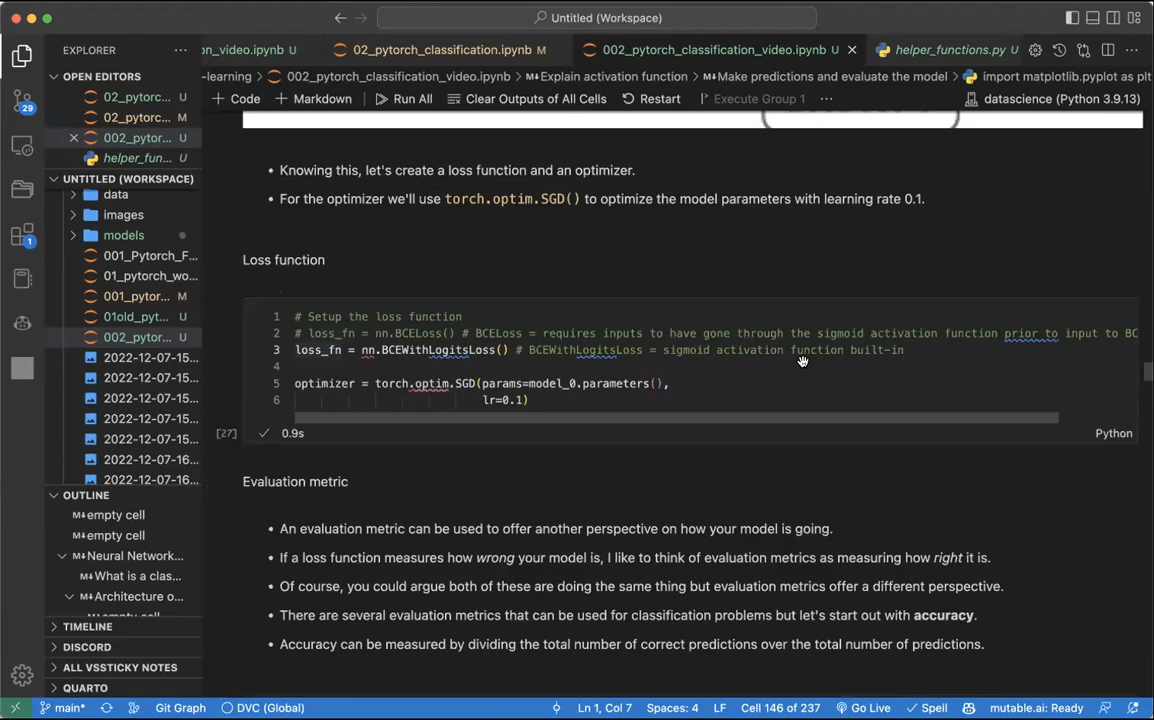 Untitled (Workspace)
EXPLORER
on_video.ipynb U
02_pytorch_classification.ipynb M
002_pytorch_classification_video.ipynb U
helper_functions.py U
OPEN EDITORS
-learning > 002_pytorch_classification_video.ipynb > M↓Explain activation function > M↓Make predictions and evaluate the model > import matplotlib.pyplot as plt
+ Code + Markdown Run All Clear Outputs of All Cells Restart Execute Group 1 ... datascience (Python 3.9.13)
02_pytorc... U
02_pytorc... M
002_pytor... U
helper_fun... U
UNTITLED (WORKSPACE)
data
images
models
001_Pytorch_F...
01_pytorch_wo...
001_pytor... M
01old_pyt... U
002_pytor... U
2022-12-07-15...
2022-12-07-15...
2022-12-07-15...
2022-12-07-15...
2022-12-07-15...
2022-12-07-16...
2022-12-07-16...
OUTLINE
M↓empty cell
M↓empty cell
M↓Neural Network...
M↓What is a clas...
M↓Architecture o...
M↓empty cell
TIMELINE
DISCORD
ALL VSSTICKY NOTES
QUARTO
29
1
• Knowing this, let's create a loss function and an optimizer.
• For the optimizer we'll use torch.optim.SGD() to optimize the model parameters with learning rate 0.1.
Loss function
1 # Setup the loss function
2 # loss_fn = nn.BCELoss() # BCELoss = requires inputs to have gone through the sigmoid activation function prior to input to BC
3 loss_fn = nn.BCEWithLogitsLoss() # BCEWithLogitsLoss = sigmoid activation function built-in
4
5 optimizer = torch.optim.SGD(params=model_0.parameters(),
6 lr=0.1)
[27] ✓ 0.9s Python
Evaluation metric
• An evaluation metric can be used to offer another perspective on how your model is going.
• If a loss function measures how wrong your model is, I like to think of evaluation metrics as measuring how right it is.
• Of course, you could argue both of these are doing the same thing but evaluation metrics offer a different perspective.
• There are several evaluation metrics that can be used for classification problems but let's start out with accuracy.
• Accuracy can be measured by dividing the total number of correct predictions over the total number of predictions.
main* Git Graph DVC (Global) Ln 1, Col 7 Spaces: 4 LF Cell 146 of 237 Go Live Spell mutable.ai: Ready